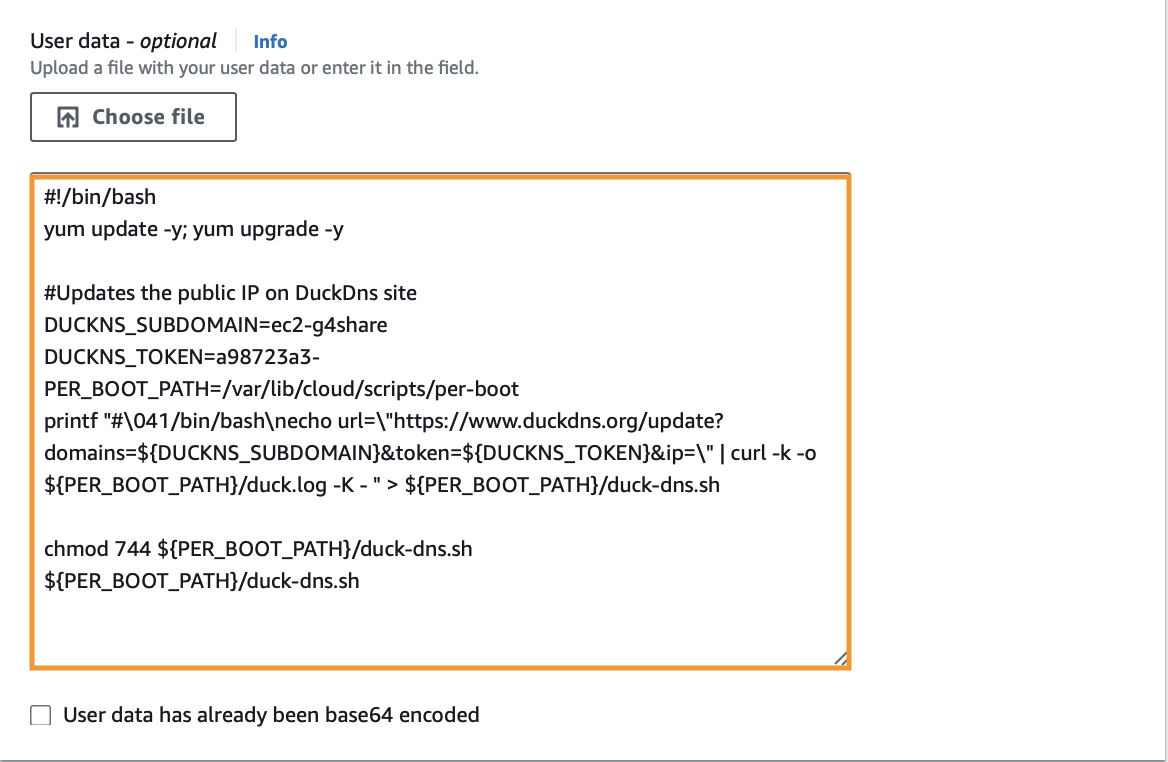 User data - optional Info
Upload a file with your user data or enter it in the field.
Choose file
#!/bin/bash
yum update -y; yum upgrade -y
#Updates the public IP on DuckDns site
DUCKNS_SUBDOMAIN=ec2-g4share
DUCKNS_TOKEN=a98723a3-
PER_BOOT_PATH=/var/lib/cloud/scripts/per-boot
printf "#\041/bin/bash\necho url=\"https://www.duckdns.org/update?
domains=${DUCKNS_SUBDOMAIN}&token=${DUCKNS_TOKEN}&ip=\" | curl -k -o
${PER_BOOT_PATH}/duck.log -K - " > ${PER_BOOT_PATH}/duck-dns.sh
chmod 744 ${PER_BOOT_PATH}/duck-dns.sh
${PER_BOOT_PATH}/duck-dns.sh
User data has already been base64 encoded